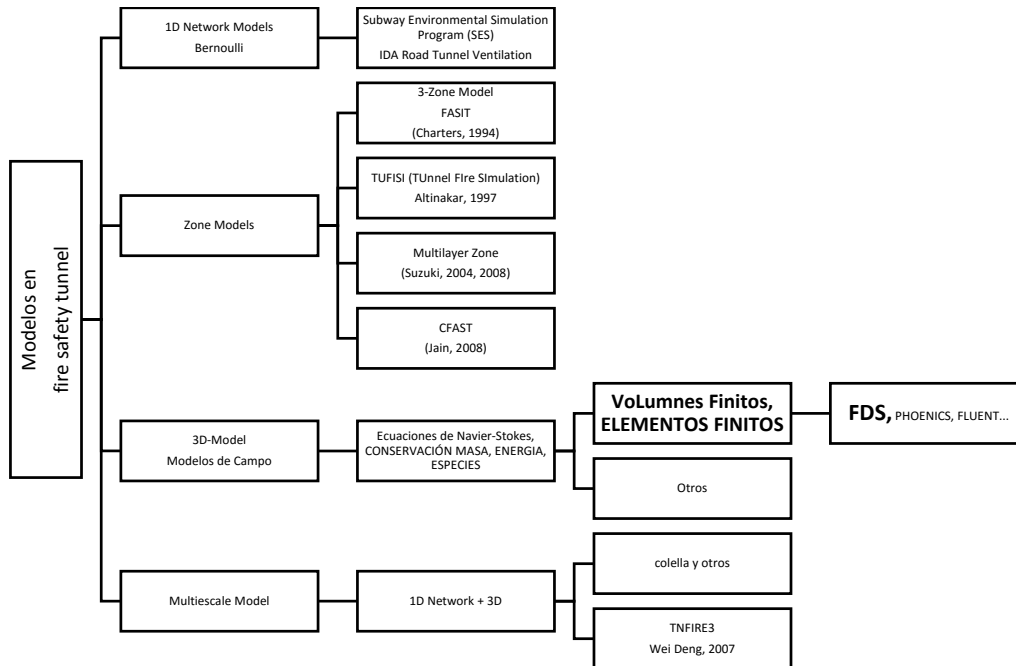 Modelos en
fire safety tunnel
1D Network Models
Bernoulli
Subway Environmental Simulation
Program (SES)
IDA Road Tunnel Ventilation
Zone Models
3-Zone Model
FASIT
(Charters, 1994)
TUFISI (TUnnel FIre SImulation)
Altinakar, 1997
Multilayer Zone
(Suzuki, 2004, 2008)
CFAST
(Jain, 2008)
3D-Model
Modelos de Campo
Ecuaciones de Navier-Stokes,
CONSERVACIÓN MASA, ENERGIA,
ESPECIES
VoLumnes Finitos,
ELEMENTOS FINITOS
FDS, PHOENICS, FLUENT...
Otros
Multiescale Model
1D Network + 3D
colella y otros
TNFIRE3
Wei Deng, 2007